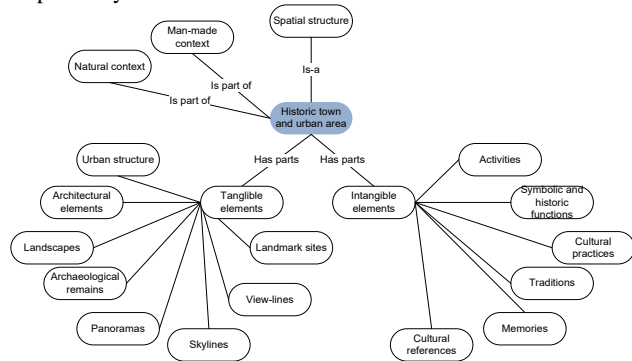 Spatial structure
Man-made
context
Natural context
Is part of
Is part of
Is-a
Historic town
and urban area
Has parts
Has parts
Urban structure
Architectural
elements
Landscapes
Archaeological
remains
Panoramas
Skylines
View-lines
Landmark sites
Tanglible
elements
Intangible
elements
Activities
Symbolic and
historic
functions
Cultural
practices
Traditions
Memories
Cultural
references